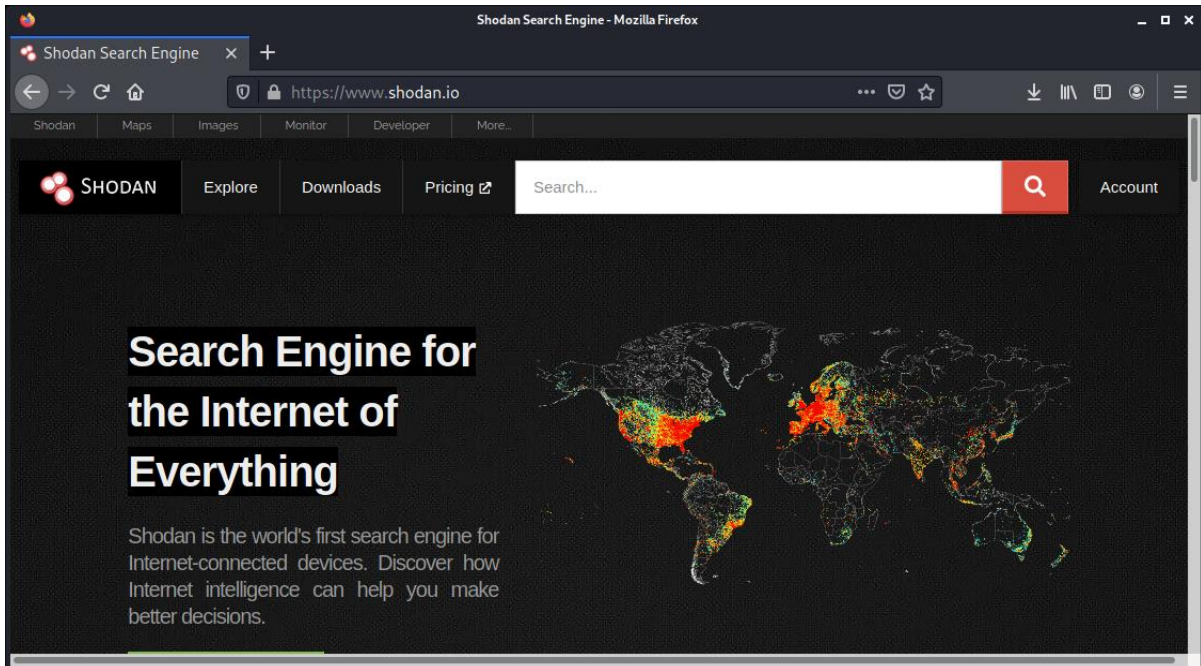 Shodan Search Engine - Mozilla Firefox
Shodan Search Engine
https://www.shodan.io
Shodan Maps Images Monitor Developer More...
SHODAN Explore Downloads Pricing Search... Account
Search Engine for
the Internet of
Everything
Shodan is the world's first search engine for
Internet-connected devices. Discover how
Internet intelligence can help you make
better decisions.